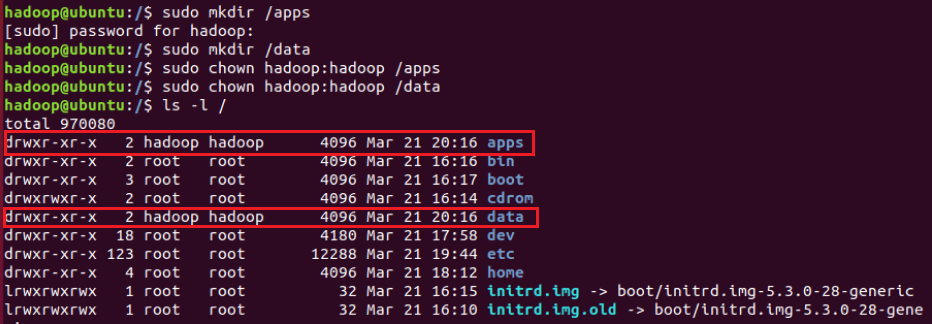 hadoop@ubuntu:/$ sudo mkdir /apps
[sudo] password for hadoop:
hadoop@ubuntu:/$ sudo mkdir /data
hadoop@ubuntu:/$ sudo chown hadoop:hadoop /apps
hadoop@ubuntu:/$ sudo chown hadoop:hadoop /data
hadoop@ubuntu:/$ ls -l /
total 970080
drwxr-xr-x   2 hadoop hadoop      4096 Mar 21 20:16 apps
drwxr-xr-x   2 root   root        4096 Mar 21 16:16 bin
drwxr-xr-x   3 root   root        4096 Mar 21 16:17 boot
drwxrwxr-x   2 root   root        4096 Mar 21 16:14 cdrom
drwxr-xr-x   2 hadoop hadoop      4096 Mar 21 20:16 data
drwxr-xr-x  18 root   root        4180 Mar 21 17:58 dev
drwxr-xr-x 123 root   root       12288 Mar 21 19:44 etc
drwxr-xr-x   4 root   root        4096 Mar 21 18:12 home
lrwxrwxrwx   1 root   root          32 Mar 21 16:15 initrd.img -> boot/initrd.img-5.3.0-28-generic
lrwxrwxrwx   1 root   root          32 Mar 21 16:10 initrd.img.old -> boot/initrd.img-5.3.0-28-gene